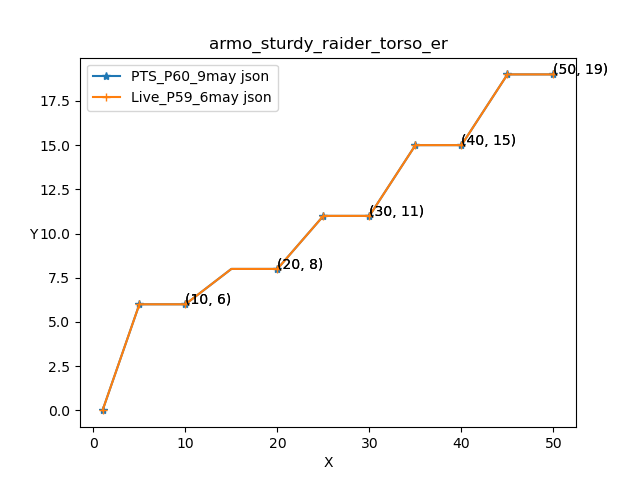 armo_sturdy_raider_torso_er
PTS_P60_9may json
Live_P59_6may json
(50, 19)
(40, 15)
(30, 11)
(20, 8)
(10, 6)
17.5
15.0
12.5
Y 10.0
7.5
5.0
2.5
0.0
0 10 20 30 40 50
X